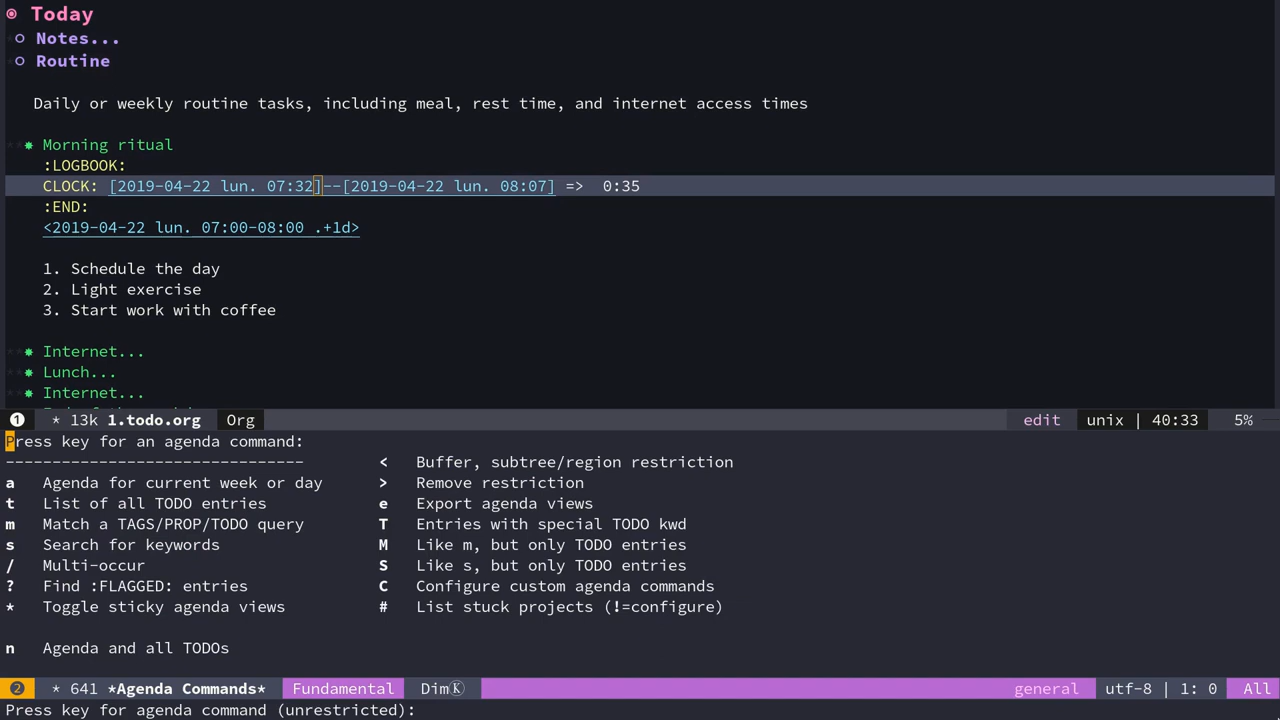 Today
Notes...
Routine
Daily or weekly routine tasks, including meal, rest time, and internet access times
Morning ritual
:LOGBOOK:
CLOCK: [2019-04-22 lun. 07:32]--[2019-04-22 lun. 08:07] =>  0:35
:END:
<2019-04-22 lun. 07:00-08:00 .+1d>
1. Schedule the day
2. Light exercise
3. Start work with coffee
Internet...
Lunch...
Internet...
1 * 13k 1.todo.org Org edit unix | 40:33 5%
Press key for an agenda command:
-------------------------------- < Buffer, subtree/region restriction
a Agenda for current week or day > Remove restriction
t List of all TODO entries e Export agenda views
m Match a TAGS/PROP/TODO query T Entries with special TODO kwd
s Search for keywords M Like m, but only TODO entries
/ Multi-occur S Like s, but only TODO entries
? Find :FLAGGED: entries C Configure custom agenda commands
* Toggle sticky agenda views # List stuck projects (!=configure)
n Agenda and all TODOs
2 * 641 *Agenda Commands* Fundamental DimⓀ general utf-8 | 1: 0 All
Press key for agenda command (unrestricted):